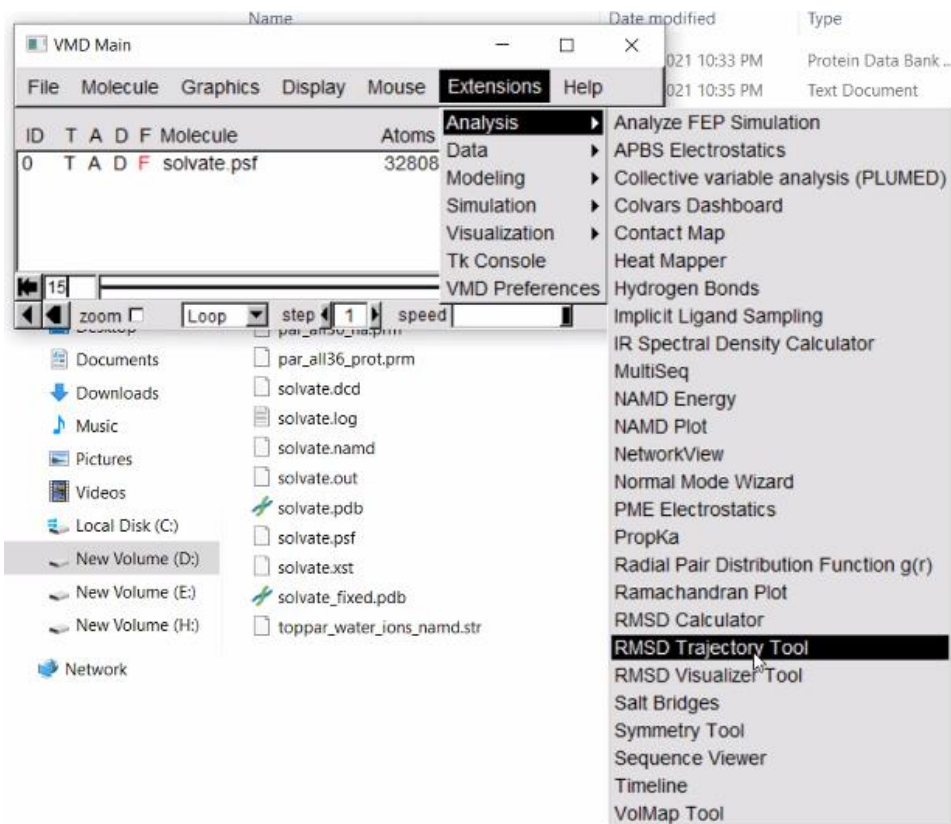 Name Date modified Type
VMD Main
021 10:33 PM Protein Data Bank ...
File Molecule Graphics Display Mouse Extensions Help
021 10:35 PM Text Document
ID T A D F Molecule Atoms
0 T A D F solvate.psf 32808
Analysis
Data
Modeling
Simulation
Visualization
Tk Console
VMD Preferences
Analyze FEP Simulation
APBS Electrostatics
Collective variable analysis (PLUMED)
Colvars Dashboard
Contact Map
Heat Mapper
Hydrogen Bonds
Implicit Ligand Sampling
IR Spectral Density Calculator
MultiSeq
NAMD Energy
NAMD Plot
NetworkView
Normal Mode Wizard
PME Electrostatics
PropKa
Radial Pair Distribution Function g(r)
Ramachandran Plot
RMSD Calculator
RMSD Trajectory Tool
RMSD Visualizer Tool
Salt Bridges
Symmetry Tool
Sequence Viewer
Timeline
VolMap Tool
15
zoom Loop step 1 speed
Desktop par_all36_na.prm
Documents par_all36_prot.prm
Downloads solvate.dcd
Music solvate.log
Pictures solvate.namd
Videos solvate.out
Local Disk (C:) solvate.pdb
New Volume (D:) solvate.psf
New Volume (E:) solvate.xst
New Volume (H:) solvate_fixed.pdb
Network toppar_water_ions_namd.str